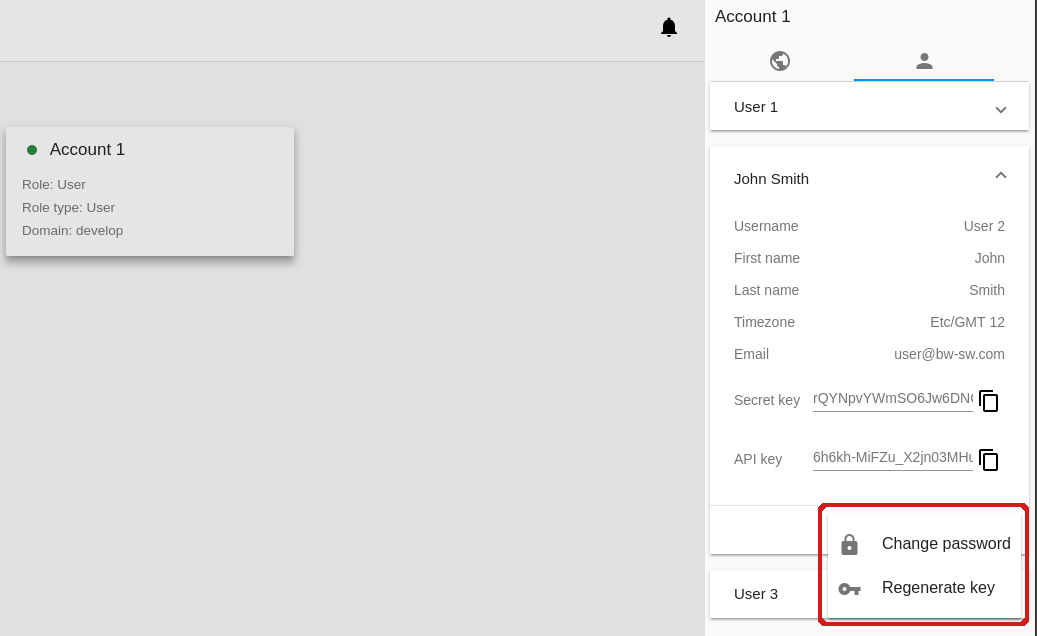 Account 1
Role: User
Role type: User
Domain: develop
Account 1
User 1
John Smith
Username User 2
First name John
Last name Smith
Timezone Etc/GMT 12
Email user@bw-sw.com
Secret key rQYNpvYWmSO6Jw6DN
API key 6h6kh-MiFZu_X2jn03MH
Change password
Regenerate key
User 3